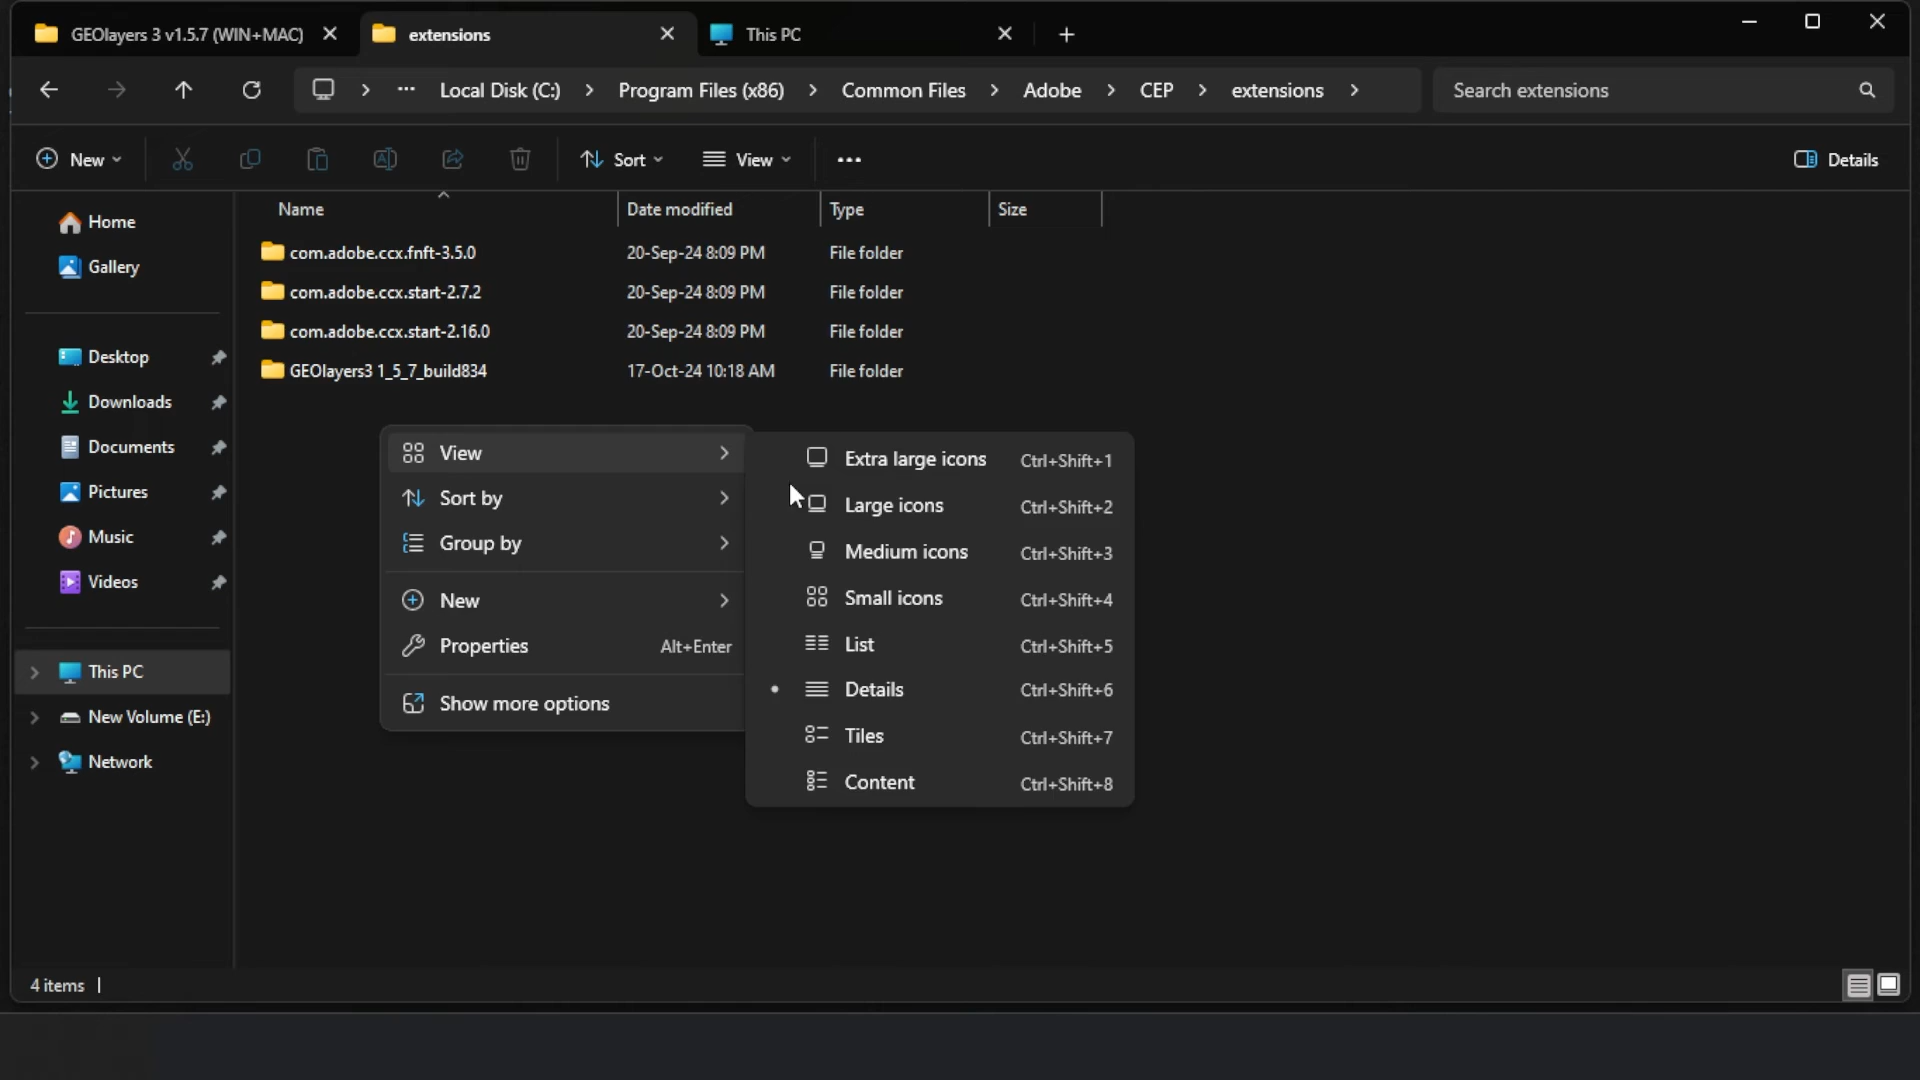 GEOlayers 3 v1.5.7 (WIN+MAC)
extensions
This PC
Local Disk (C:) > Program Files (x86) > Common Files > Adobe > CEP > extensions >
Search extensions
New
Sort
View
Details
Name
Date modified
Type
Size
Home
Gallery
Desktop
Downloads
Documents
Pictures
Music
Videos
This PC
New Volume (E:)
Network
com.adobe.ccx.fnft-3.5.0 20-Sep-24 8:09 PM File folder
com.adobe.ccx.start-2.7.2 20-Sep-24 8:09 PM File folder
com.adobe.ccx.start-2.16.0 20-Sep-24 8:09 PM File folder
GEOlayers3 1_5_7_build834 17-Oct-24 10:18 AM File folder
View
Sort by
Group by
New
Properties Alt+Enter
Show more options
Extra large icons Ctrl+Shift+1
Large icons Ctrl+Shift+2
Medium icons Ctrl+Shift+3
Small icons Ctrl+Shift+4
List Ctrl+Shift+5
Details Ctrl+Shift+6
Tiles Ctrl+Shift+7
Content Ctrl+Shift+8
4 items